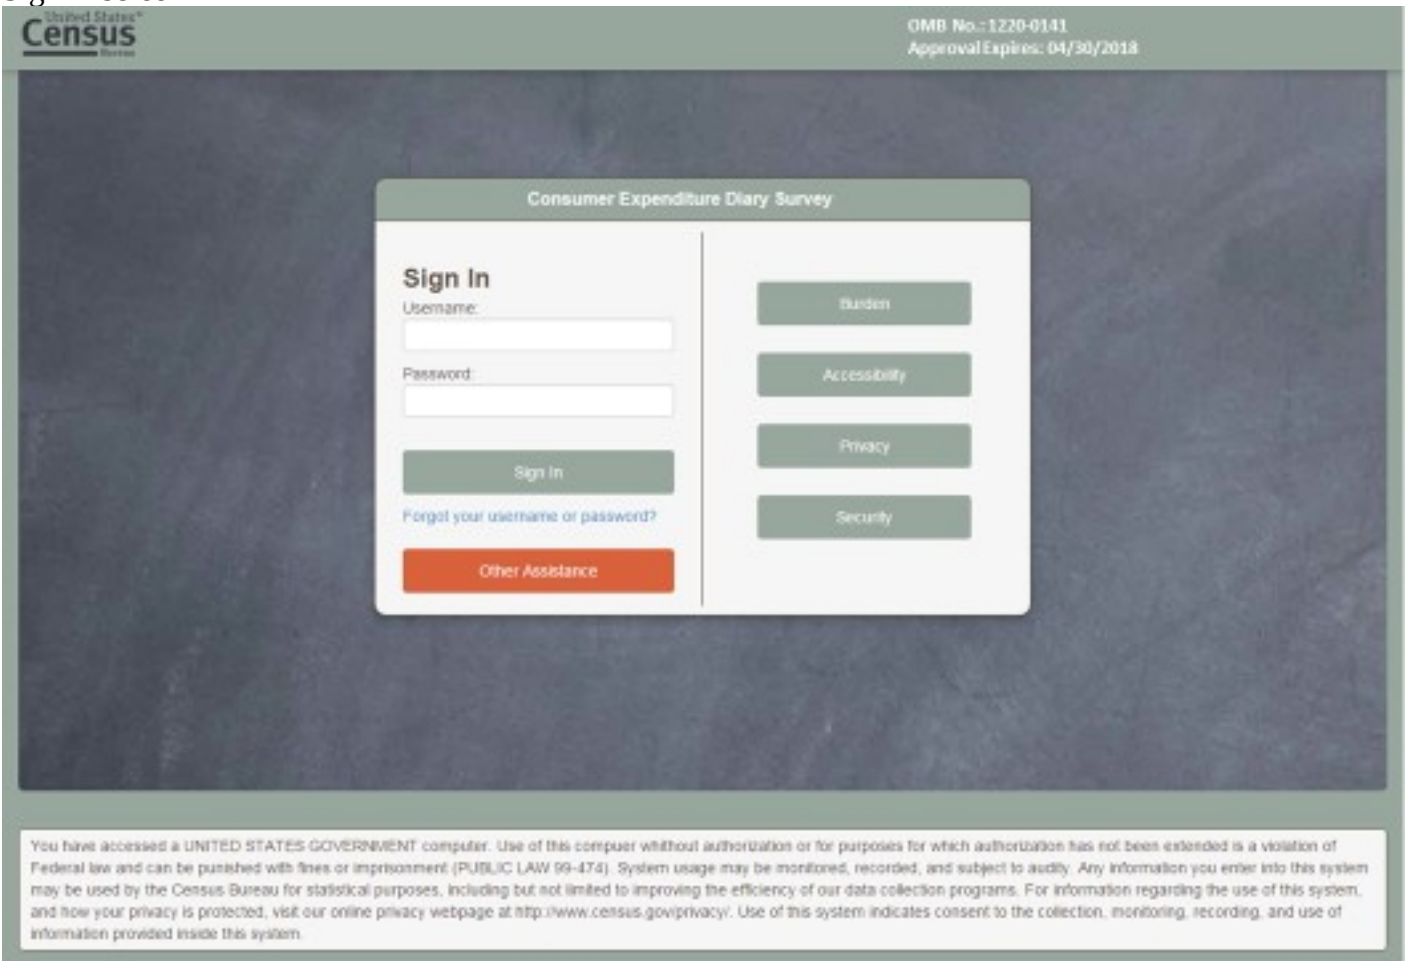 United States™
Census
Bureau
OMB No.: 1220-0141
Approval Expires: 04/30/2018
Consumer Expenditure Diary Survey
Sign In
Username:
Password:
Sign In
Forgot your username or password?
Other Assistance
Burden
Accessibility
Privacy
Security
You have accessed a UNITED STATES GOVERNMENT computer. Use of this compuer whithout authorization or for purposes for which authorization has not been extended is a violation of
Federal law and can be punished with fines or imprisonment (PUBLIC LAW 99-474). System usage may be monitored, recorded, and subject to audity. Any information you enter into this system
may be used by the Census Bureau for statistical purposes, including but not limited to improving the efficiency of our data collection programs. For information regarding the use of this system,
and how your privacy is protected, visit our online privacy webpage at http://www.census.gov/privacy/. Use of this system indicates consent to the collection, monitoring, recording, and use of
information provided inside this system.